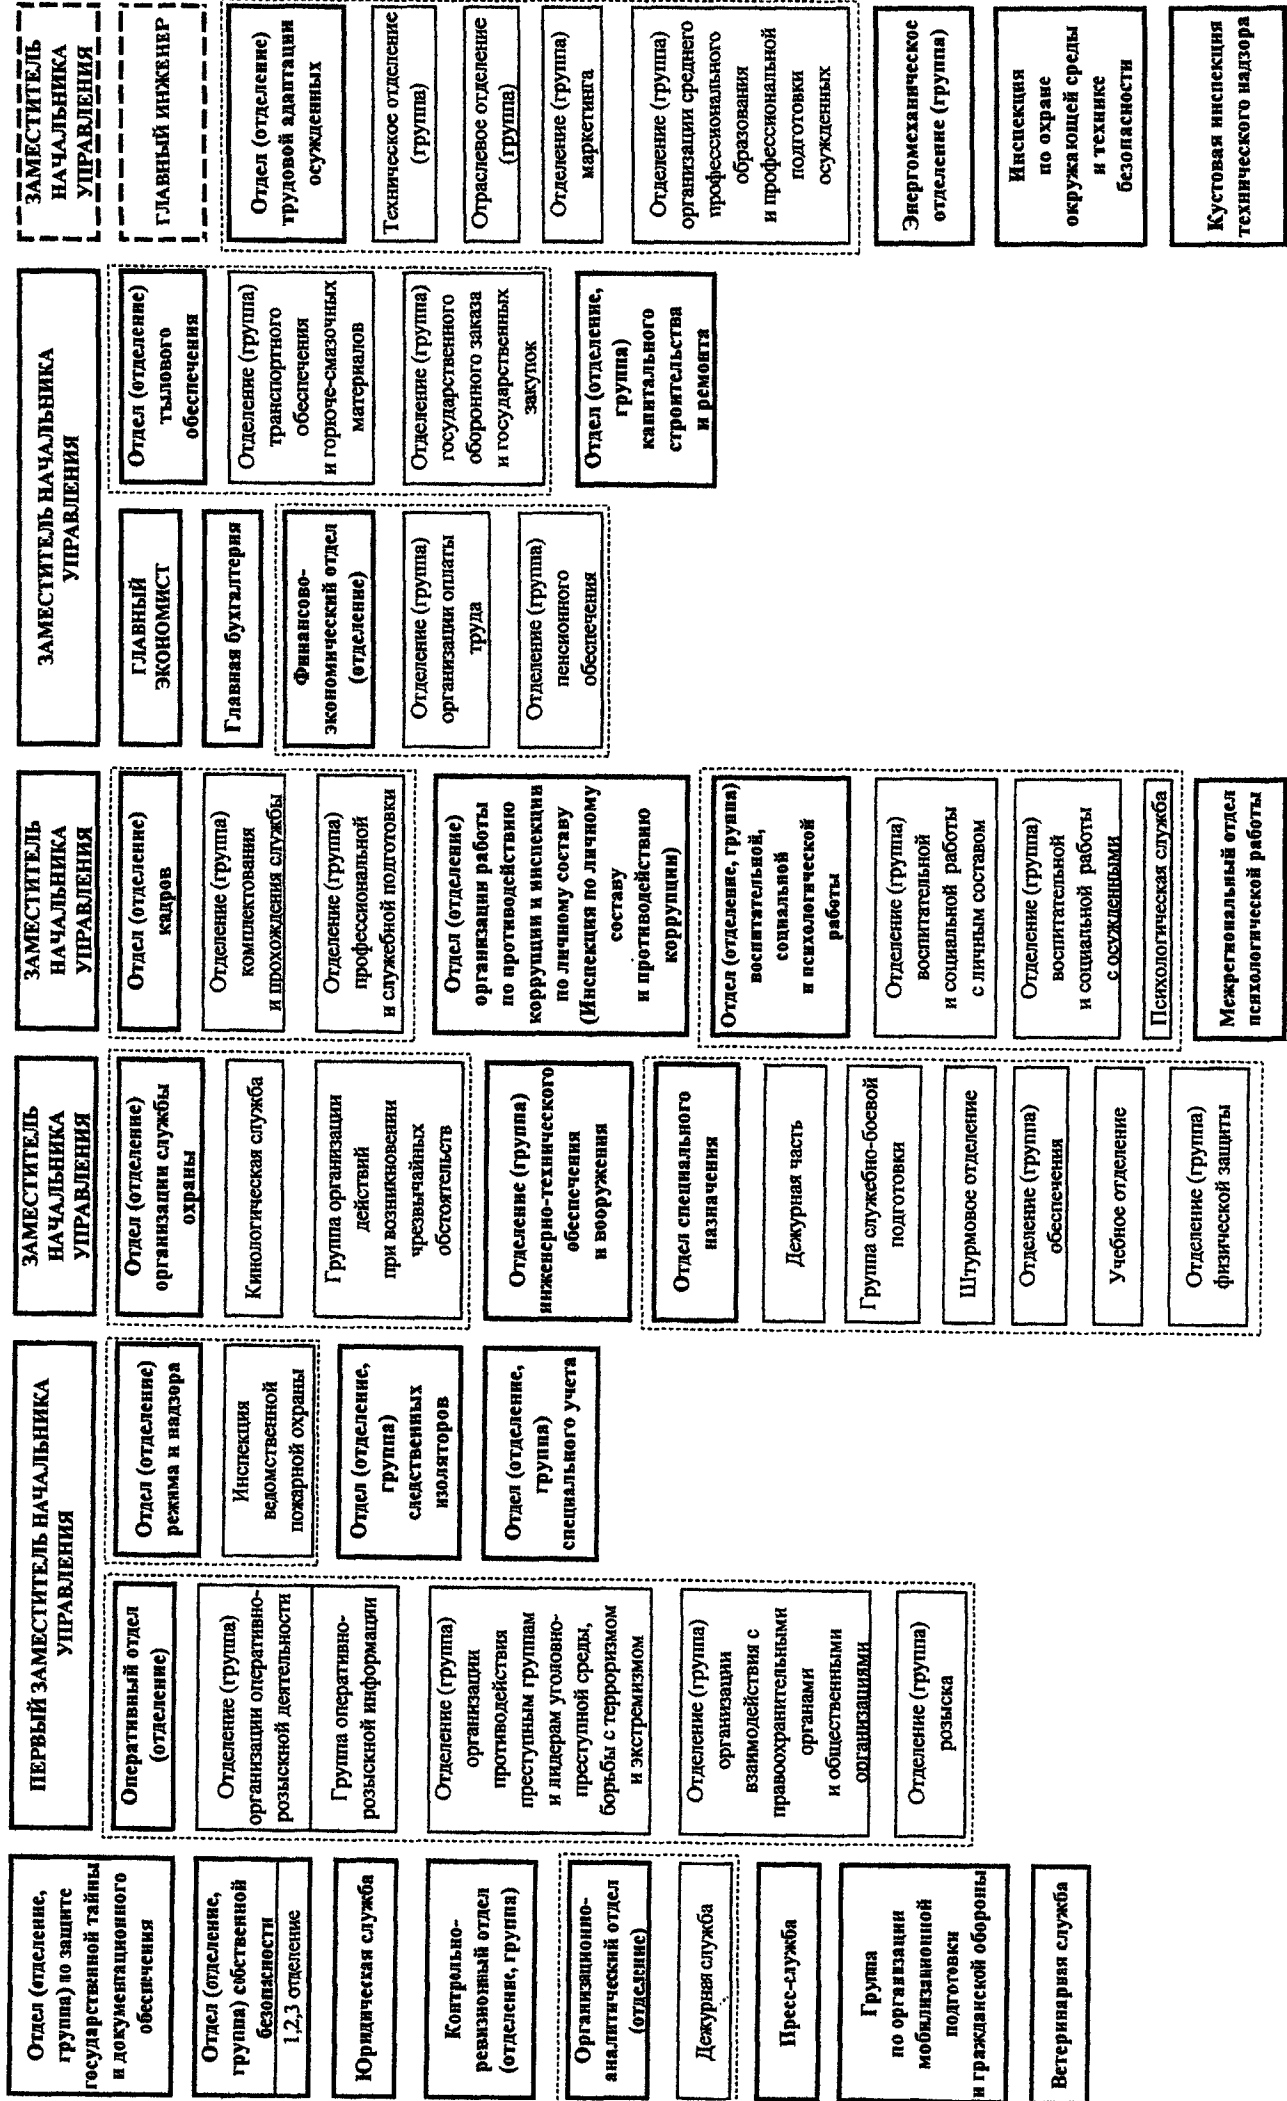 Отдел (отделение,
группа) по защите
государственной тайны
и документационного
обеспечения
Отдел (отделение,
группа) собственной
безопасности
1,2,3 отделение
Юридическая служба
Контрольно-
ревизионный отдел
(отделение, группа)
Организационно-
аналитический отдел
(отделение)
Дежурная служба
Пресс-служба
Группа
по организации
мобилизационной
подготовки
и гражданской обороны
Ветеринарная служба
ПЕРВЫЙ ЗАМЕСТИТЕЛЬ НАЧАЛЬНИКА
УПРАВЛЕНИЯ
Оперативный отдел
(отделение)
Отделение (группа)
организации оперативно-
розыскной деятельности
Группа оперативно-
розыскной информации
Отделение (группа)
организации
противодействия
преступным группам
и лидерам уголовно-
преступной среды,
борьбы с терроризмом
и экстремизмом
Отделение (группа)
организации
взаимодействия с
правоохранительными
органами
и общественными
организациями
Отделение (группа)
розыска
Отдел (отделение)
режима и надзора
Инспекция
ведомственной
пожарной охраны
Отдел (отделение,
группа)
следственных
изоляторов
Отдел (отделение,
группа)
специального учета
ЗАМЕСТИТЕЛЬ
НАЧАЛЬНИКА
УПРАВЛЕНИЯ
Отдел (отделение)
организации службы
охраны
Кинологическая служба
Группа организации
действий
при возникновении
чрезвычайных
обстоятельств
Отделение (группа)
инженерно-технического
обеспечения
и вооружения
Отдел специального
назначения
Дежурная часть
Группа служебно-боевой
подготовки
Штурмовое отделение
Отделение (группа)
обеспечения
Учебное отделение
Отделение (группа)
физической защиты
ЗАМЕСТИТЕЛЬ
НАЧАЛЬНИКА
УПРАВЛЕНИЯ
Отдел (отделение)
кадров
Отделение (группа)
комплектования
и прохождения службы
Отделение (группа)
профессиональной
и служебной подготовки
Отдел (отделение)
организации работы
по противодействию
коррупции и инспекции
по личному составу
(Инспекция по личному
составу
и противодействию
коррупции)
Отдел (отделение, группа)
воспитательной,
социальной
и психологической
работы
Отделение (группа)
воспитательной
и социальной работы
с личным составом
Отделение (группа)
воспитательной
и социальной работы
с осужденными
Психологическая служба
Межрегиональный отдел
психологической работы
ЗАМЕСТИТЕЛЬ НАЧАЛЬНИКА
УПРАВЛЕНИЯ
ГЛАВНЫЙ
ЭКОНОМИСТ
Главная бухгалтерия
Финансово-
экономический отдел
(отделение)
Отделение (группа)
организации оплаты
труда
Отделение (группа)
пенсионного
обеспечения
Отдел (отделение)
тылового
обеспечения
Отделение (группа)
транспортного
обеспечения
и горюче-смазочных
материалов
Отделение (группа)
государственного
оборонного заказа
и государственных
закупок
Отдел (отделение,
группа)
капитального
строительства
и ремонта
ЗАМЕСТИТЕЛЬ
НАЧАЛЬНИКА
УПРАВЛЕНИЯ
ГЛАВНЫЙ ИНЖЕНЕР
Отдел (отделение)
трудовой адаптации
осужденных
Техническое отделение
(группа)
Отраслевое отделение
(группа)
Отделение (группа)
маркетинга
Отделение (группа)
организации среднего
профессионального
образования
и профессиональной
подготовки
осужденных
Энергомеханическое
отделение (группа)
Инспекция
по охране
окружающей среды
и технике
безопасности
Кустовая инспекция
технического надзора